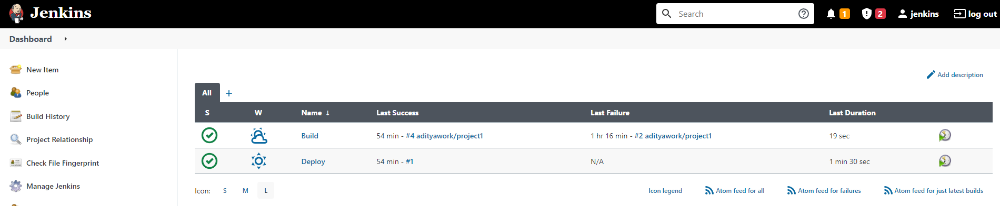 Jenkins
Search
1
2
jenkins
log out
Dashboard
New Item
People
Build History
Project Relationship
Check File Fingerprint
Manage Jenkins
Add description
All +
S W Name ↓ Last Success Last Failure Last Duration
Build 54 min - #4 adityawork/project1 1 hr 16 min - #2 adityawork/project1 19 sec
Deploy 54 min - #1 N/A 1 min 30 sec
Icon: S M L
Icon legend Atom feed for all Atom feed for failures Atom feed for just latest builds